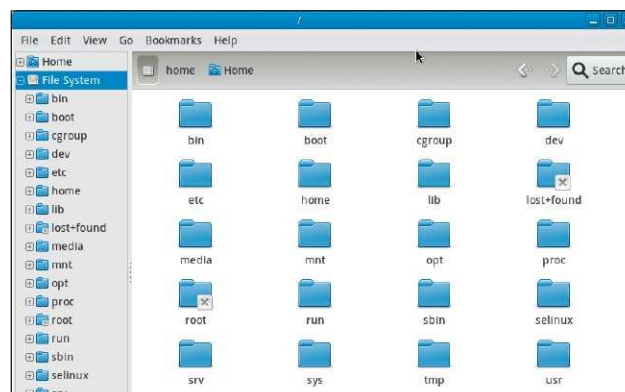 /
File Edit View Go Bookmarks Help
Home
File System
bin
boot
cgroup
dev
etc
home
lib
lost+found
media
mnt
opt
proc
root
run
sbin
selinux
home Home Search
bin boot cgroup dev
etc home lib lost+found
media mnt opt proc
root run sbin selinux
srv sys tmp usr